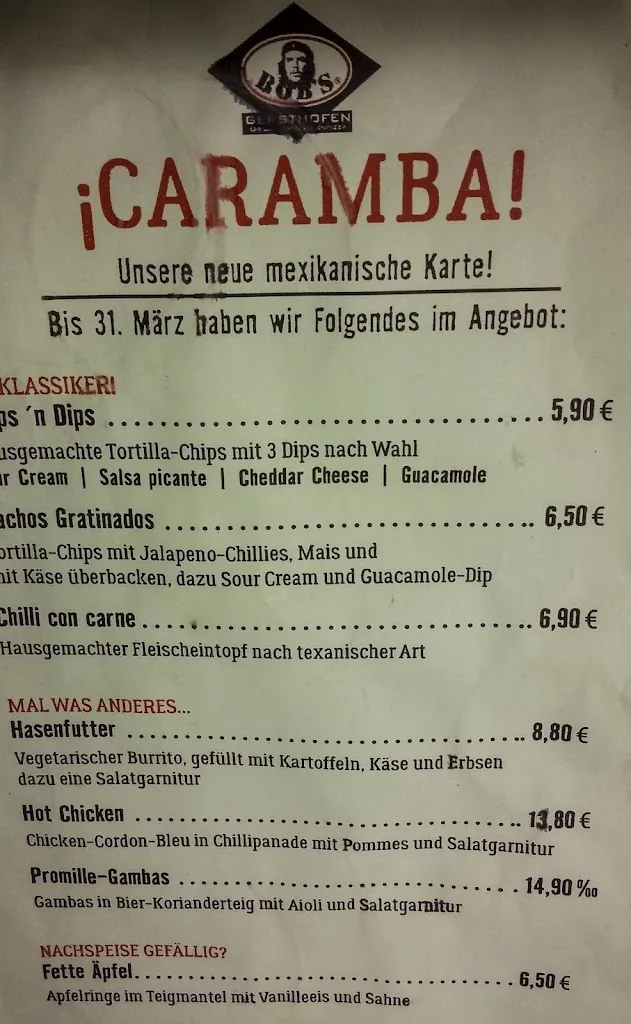 BOB'S
GERSTHOFEN
¡CARAMBA!
Unsere neue mexikanische Karte!
Bis 31. März haben wir Folgendes im Angebot:
KLASSIKER!
ps ´n Dips ........................................ 5,90 €
usgemachte Tortilla-Chips mit 3 Dips nach Wahl
ur Cream | Salsa picante | Cheddar Cheese | Guacamole
achos Gratinados ........................................ 6,50 €
ortilla-Chips mit Jalapeno-Chillies, Mais und
mit Käse überbacken, dazu Sour Cream und Guacamole-Dip
Chilli con carne ........................................ 6,90 €
Hausgemachter Fleischeintopf nach texanischer Art
MAL WAS ANDERES...
Hasenfutter ........................................ 8,80 €
Vegetarischer Burrito, gefüllt mit Kartoffeln, Käse und Erbsen
dazu eine Salatgarnitur
Hot Chicken ........................................ 13,80 €
Chicken-Cordon-Bleu in Chillipanade mit Pommes und Salatgarnitur
Promille-Gambas ........................................ 14,90 ‰
Gambas in Bier-Korianderteig mit Aioli und Salatgarnitur
NACHSPEISE GEFÄLLIG?
Fette Äpfel........................................ 6,50 €
Apfelringe im Teigmantel mit Vanilleeis und Sahne